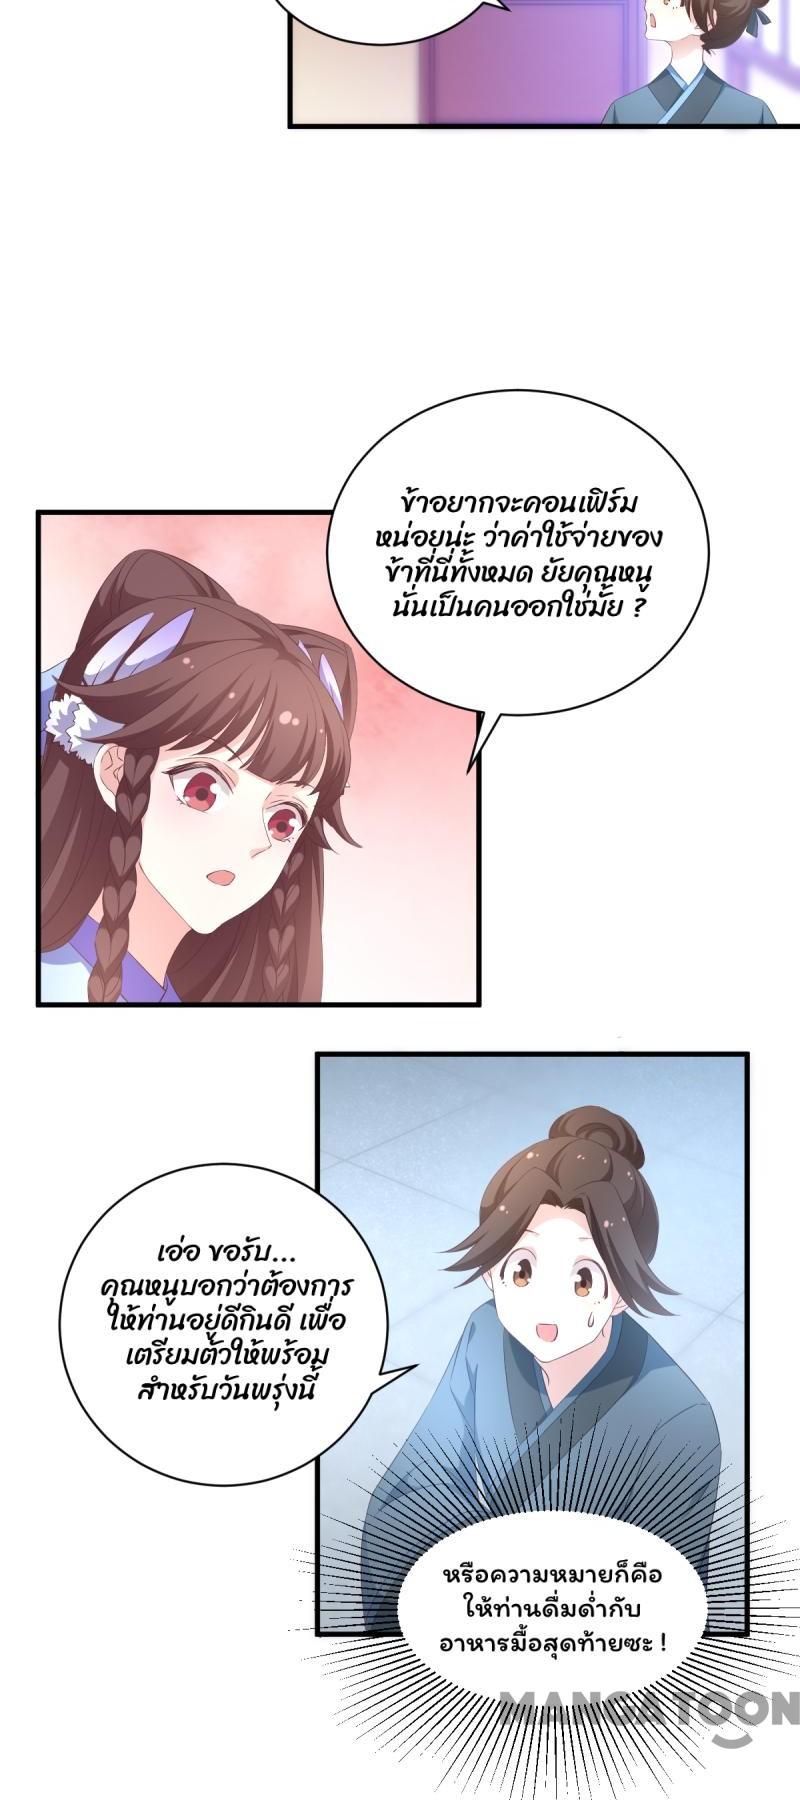 ข้าอยากจะคอนเฟิร์ม
หน่อยน่ะ ว่าค่าใช้จ่ายของ
ข้าที่นี่ทั้งหมด ยัยคุณหนู
นั่นเป็นคนออกใช่มั้ย ?
เอ่อ ขอรับ...
คุณหนูบอกว่าต้องการ
ให้ท่านอยู่ดีกินดี เพื่อ
เตรียมตัวให้พร้อม
สำหรับวันพรุ่งนี้
หรือความหมายก็คือ
ให้ท่านดื่มด่ำกับ
อาหารมื้อสุดท้ายซะ !
MANGATOON